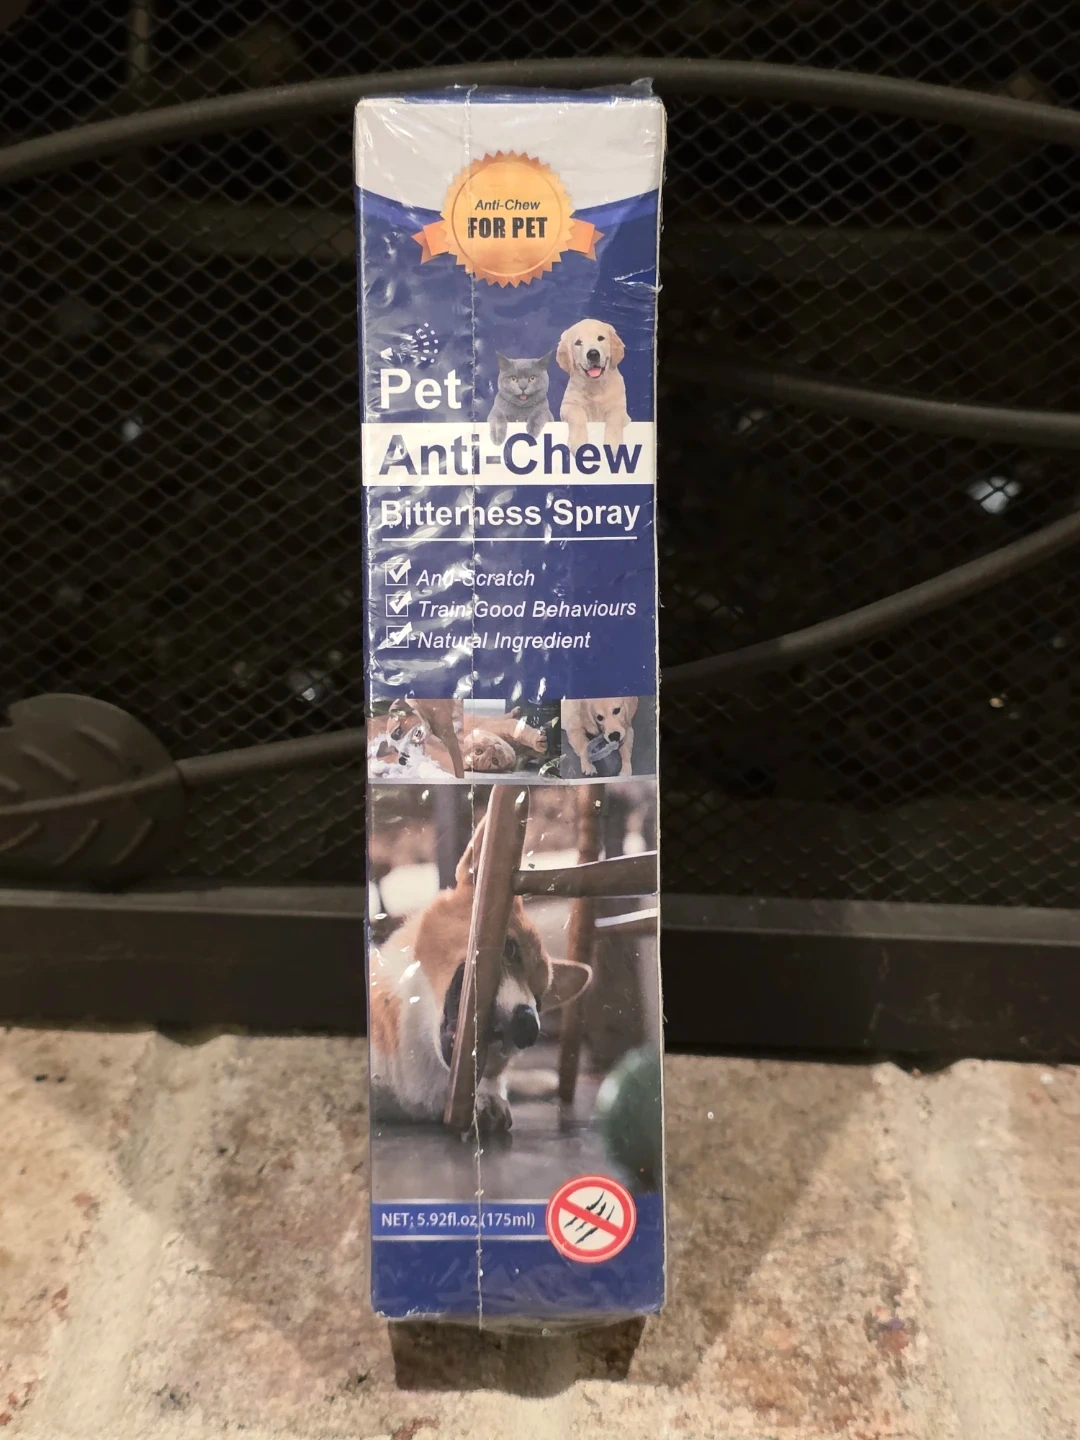 Anti-Chew
FOR PET
Pet
Anti-Chew
Bitterness Spray
Anti-Scratch
Train Good Behaviours
Natural Ingredient
NET: 5.92fl.oz (175ml)